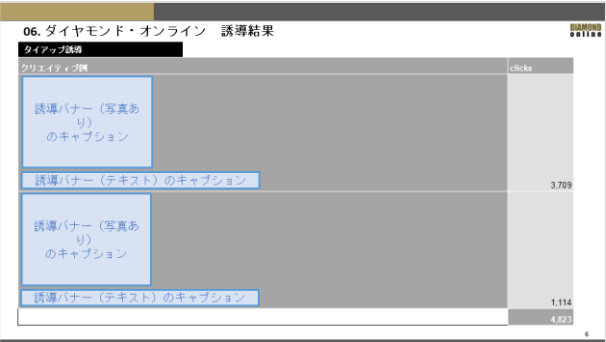 06. ダイヤモンド・オンライン　誘導結果
DIAMOND
online
タイアップ誘導
クリエイティブ例
clicks
誘導バナー（写真あ
り）
のキャプション
誘導バナー（テキスト）のキャプション
3,709
誘導バナー（写真あ
り）
のキャプション
誘導バナー（テキスト）のキャプション
1,114
4,823
6